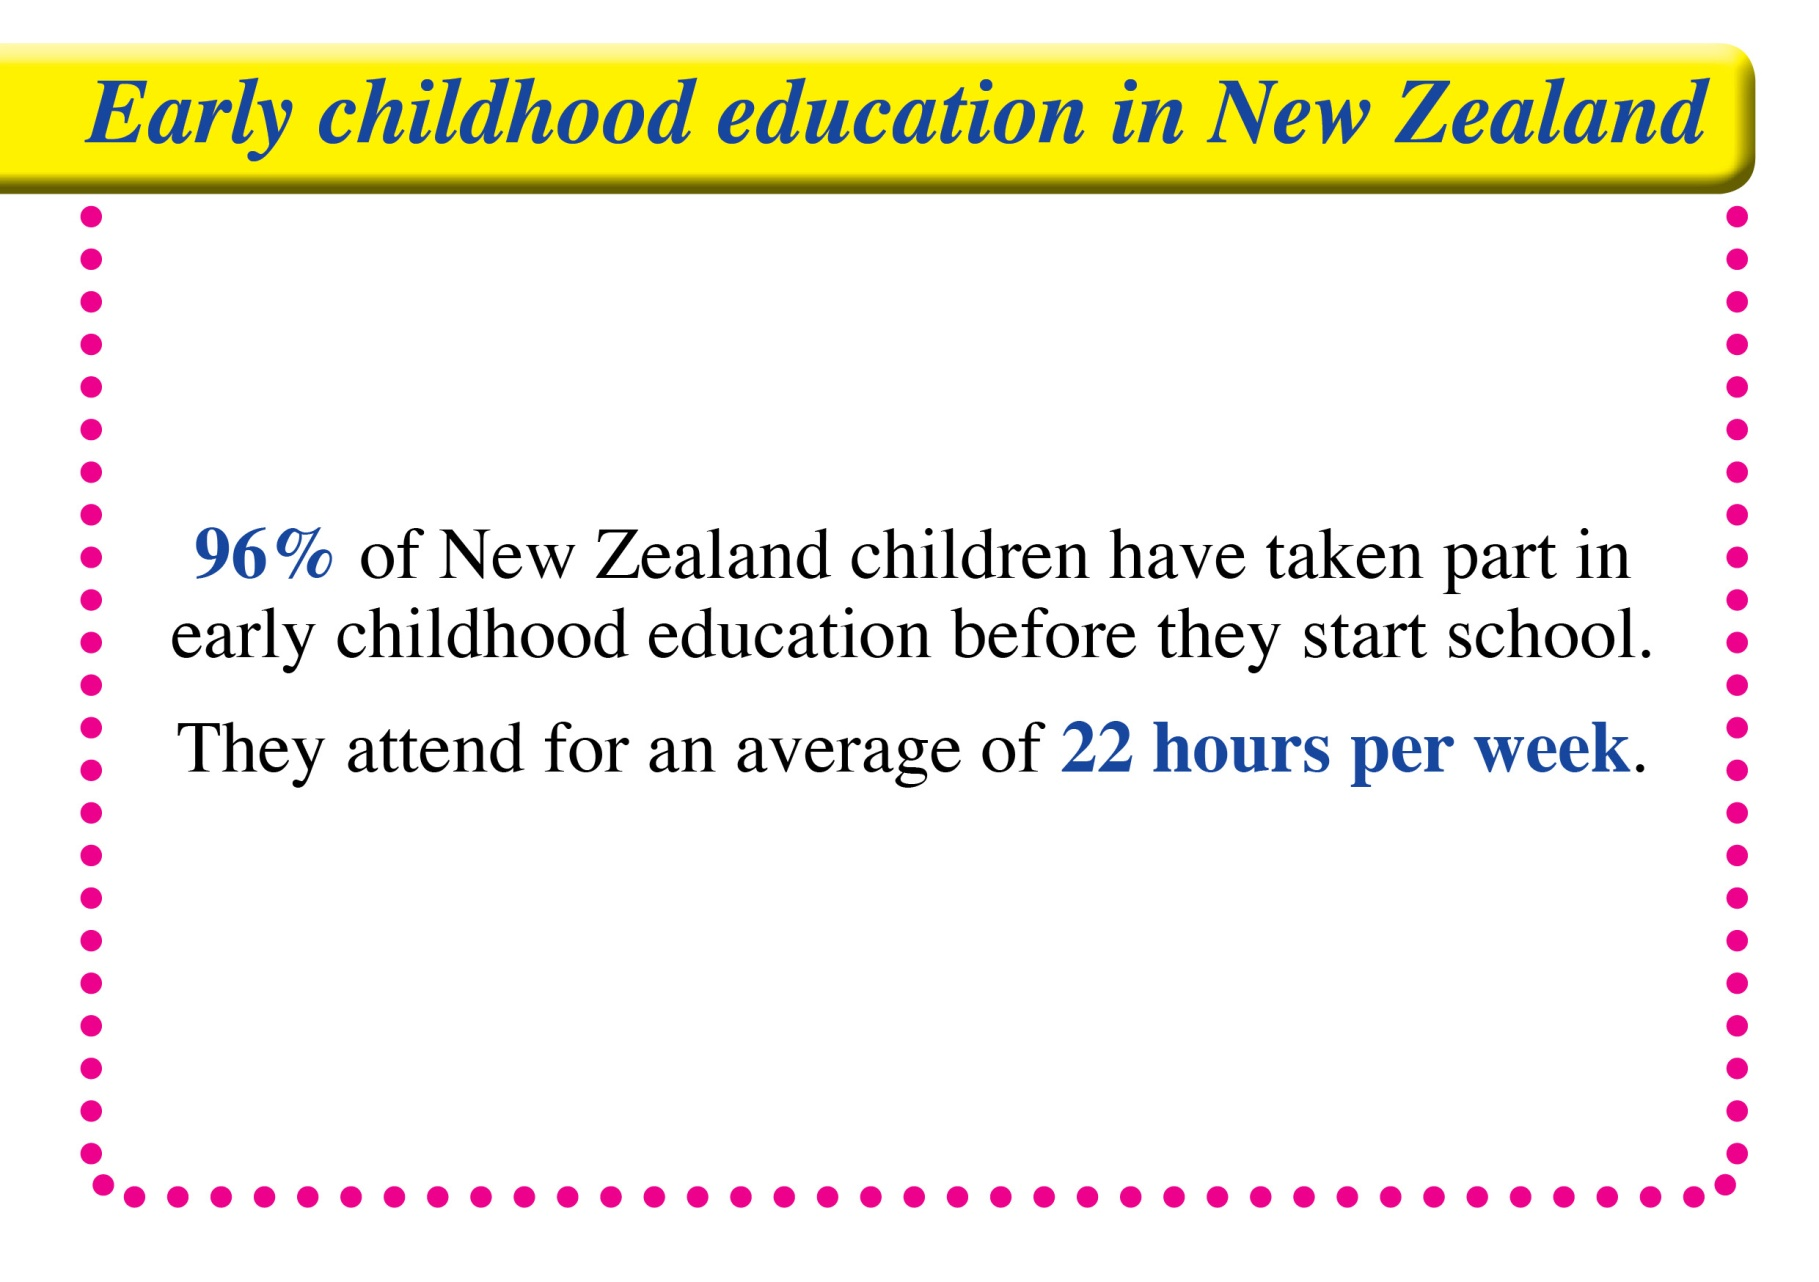 Early childhood education in New Zealand
96% of New Zealand children have taken part in
early childhood education before they start school.
They attend for an average of 22 hours per week.